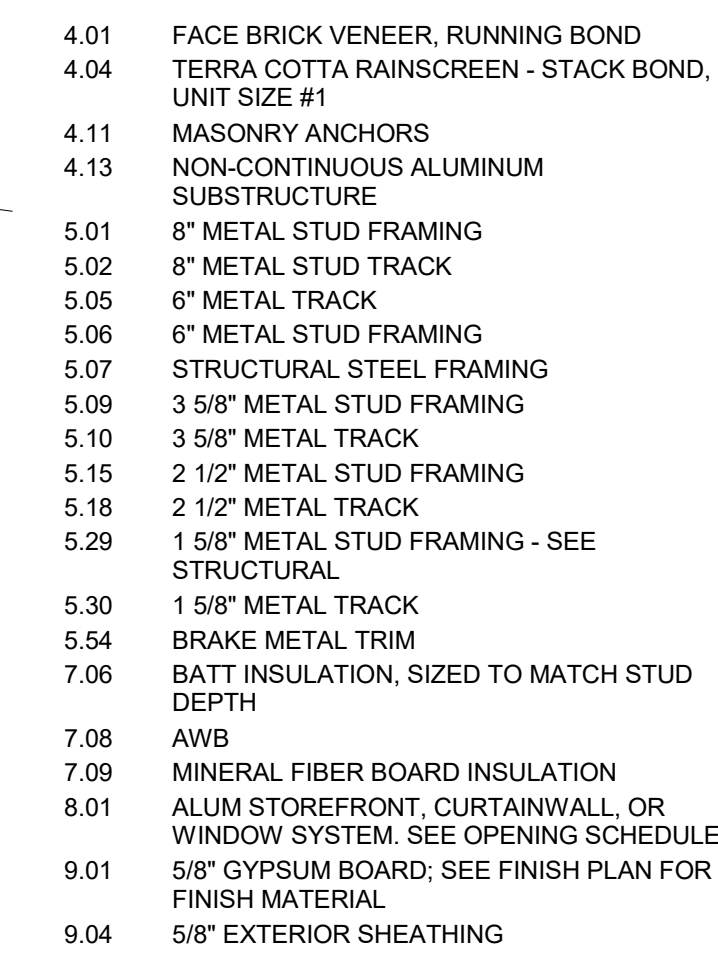 4.01 FACE BRICK VENEER, RUNNING BOND
4.04 TERRA COTTA RAINSCREEN - STACK BOND,
UNIT SIZE #1
4.11 MASONRY ANCHORS
4.13 NON-CONTINUOUS ALUMINUM
SUBSTRUCTURE
5.01 8" METAL STUD FRAMING
5.02 8" METAL STUD TRACK
5.05 6" METAL TRACK
5.06 6" METAL STUD FRAMING
5.07 STRUCTURAL STEEL FRAMING
5.09 3 5/8" METAL STUD FRAMING
5.10 3 5/8" METAL TRACK
5.15 2 1/2" METAL STUD FRAMING
5.18 2 1/2" METAL TRACK
5.29 1 5/8" METAL STUD FRAMING - SEE
STRUCTURAL
5.30 1 5/8" METAL TRACK
5.54 BRAKE METAL TRIM
7.06 BATT INSULATION, SIZED TO MATCH STUD
DEPTH
7.08 AWB
7.09 MINERAL FIBER BOARD INSULATION
8.01 ALUM STOREFRONT, CURTAINWALL, OR
WINDOW SYSTEM. SEE OPENING SCHEDULE
9.01 5/8" GYPSUM BOARD; SEE FINISH PLAN FOR
FINISH MATERIAL
9.04 5/8" EXTERIOR SHEATHING